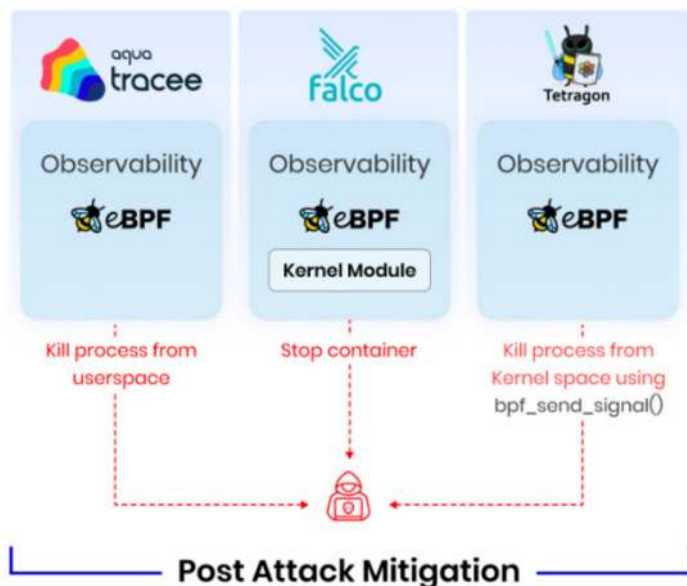 aqua
tracee
falco
Tetragon
Observability
eBPF
Observability
eBPF
Kernel Module
Observability
eBPF
Kill process from
userspace
Stop container
Kill process from
Kernel space using
bpf_send_signal()
Post Attack Mitigation